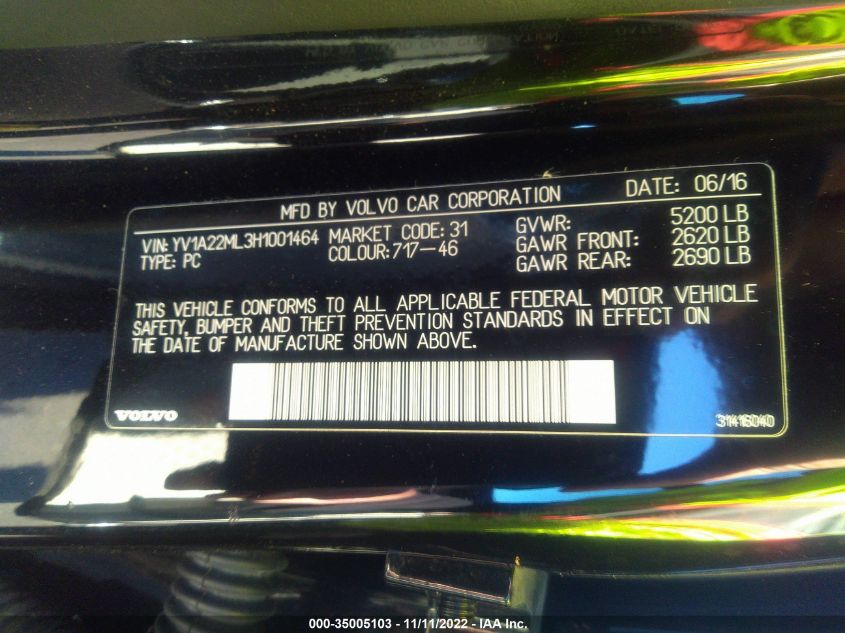 MFD BY VOLVO CAR CORPORATION DATE: 06/16
VIN: YV1A22ML3H1001464 MARKET CODE: 31 GVWR: 5200 LB
TYPE: PC COLOUR: 717-46 GAWR FRONT: 2620 LB
GAWR REAR: 2690 LB
THIS VEHICLE CONFORMS TO ALL APPLICABLE FEDERAL MOTOR VEHICLE
SAFETY, BUMPER AND THEFT PREVENTION STANDARDS IN EFFECT ON
THE DATE OF MANUFACTURE SHOWN ABOVE.
VOLVO
000-35005103 - 11/11/2022 - IAA Inc.